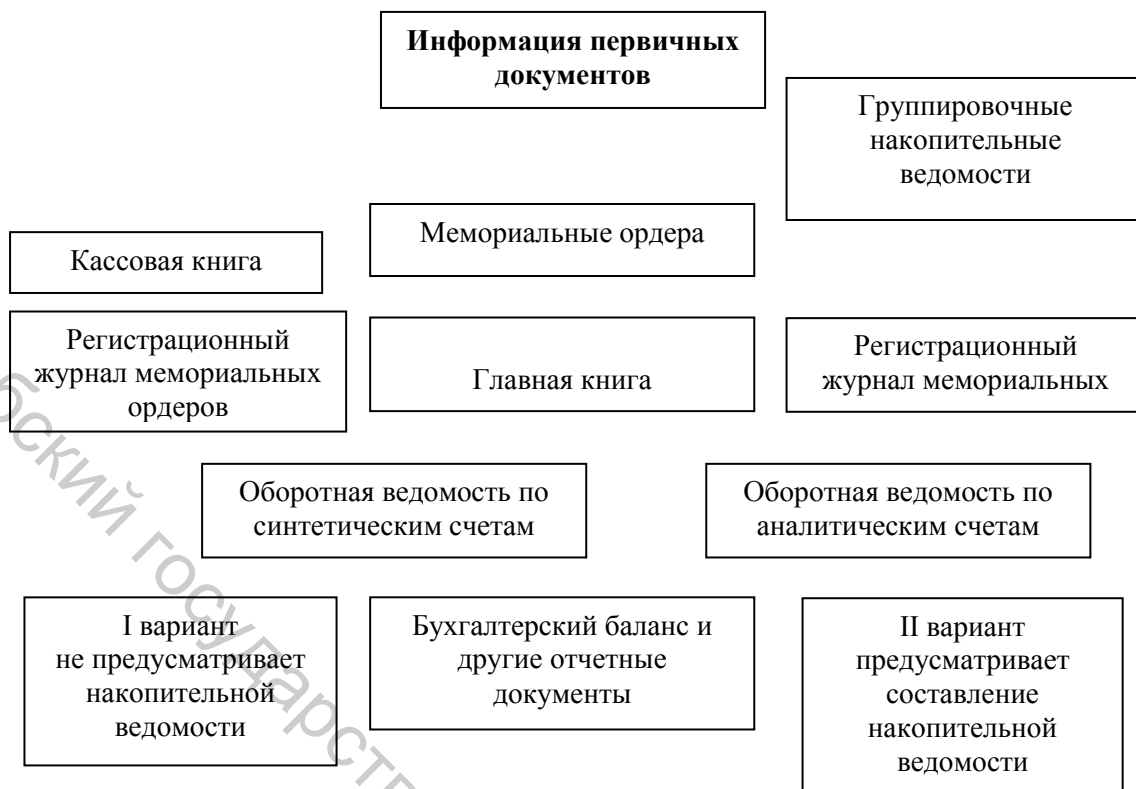 Информация первичных
документов
Группировочные
накопительные
ведомости
Мемориальные ордера
Кассовая книга
Регистрационный
журнал мемориальных
ордеров
Главная книга
Регистрационный
журнал мемориальных
Оборотная ведомость по
синтетическим счетам
Оборотная ведомость по
аналитическим счетам
I вариант
не предусматривает
накопительной
ведомости
Бухгалтерский баланс и
другие отчетные
документы
II вариант
предусматривает
составление
накопительной
ведомости